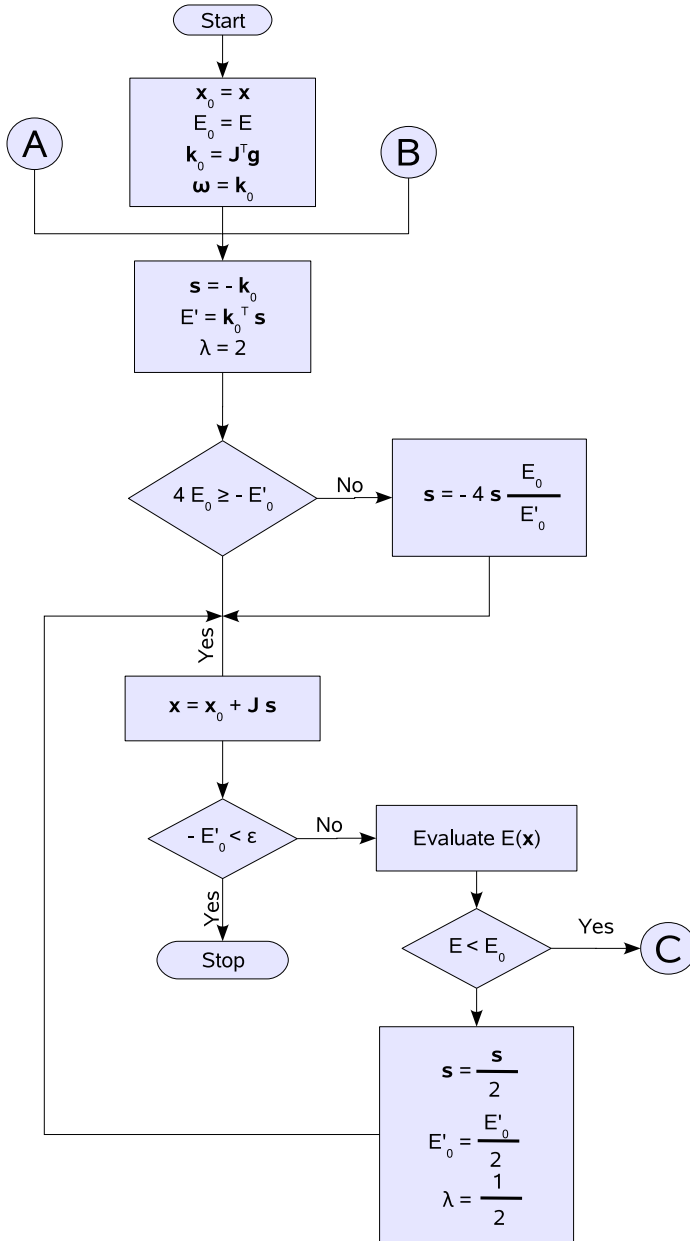 Start
x₀ = x
E₀ = E
k₀ = Jᵀg
ω = k₀
A
B
s = - k₀
E' = k₀ᵀ s
λ = 2
4 E₀ ≥ - E'₀
No
s = - 4 s E₀ / E'₀
Yes
x = x₀ + J s
- E'₀ < ε
No
Evaluate E(x)
Yes
Stop
E < E₀
Yes
C
s = s / 2
E'₀ = E'₀ / 2
λ = 1 / 2